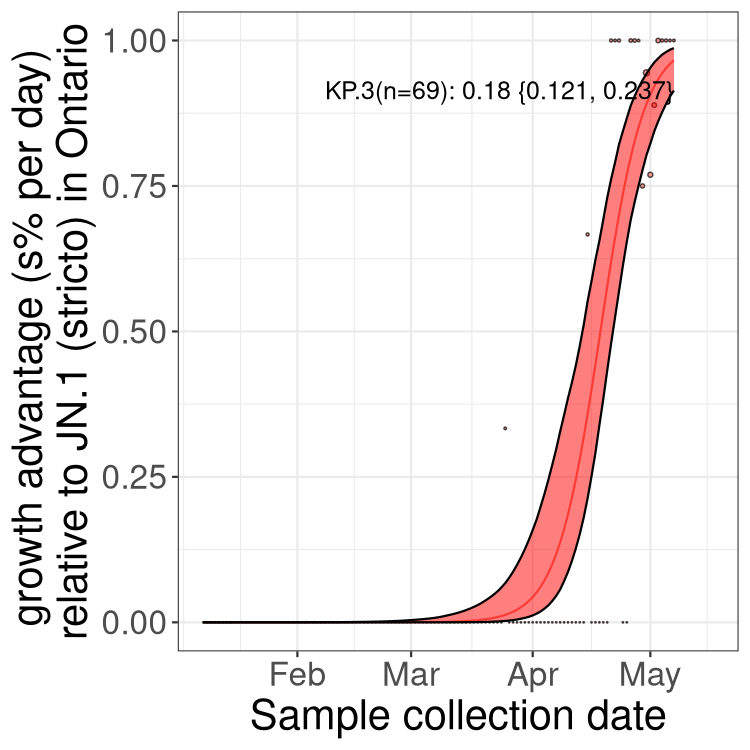 growth advantage (s% per day)
relative to JN.1 (stricto) in Ontario
1.00
0.75
0.50
0.25
0.00
KP.3(n=69): 0.18 {0.121, 0.237}
Feb Mar Apr May
Sample collection date